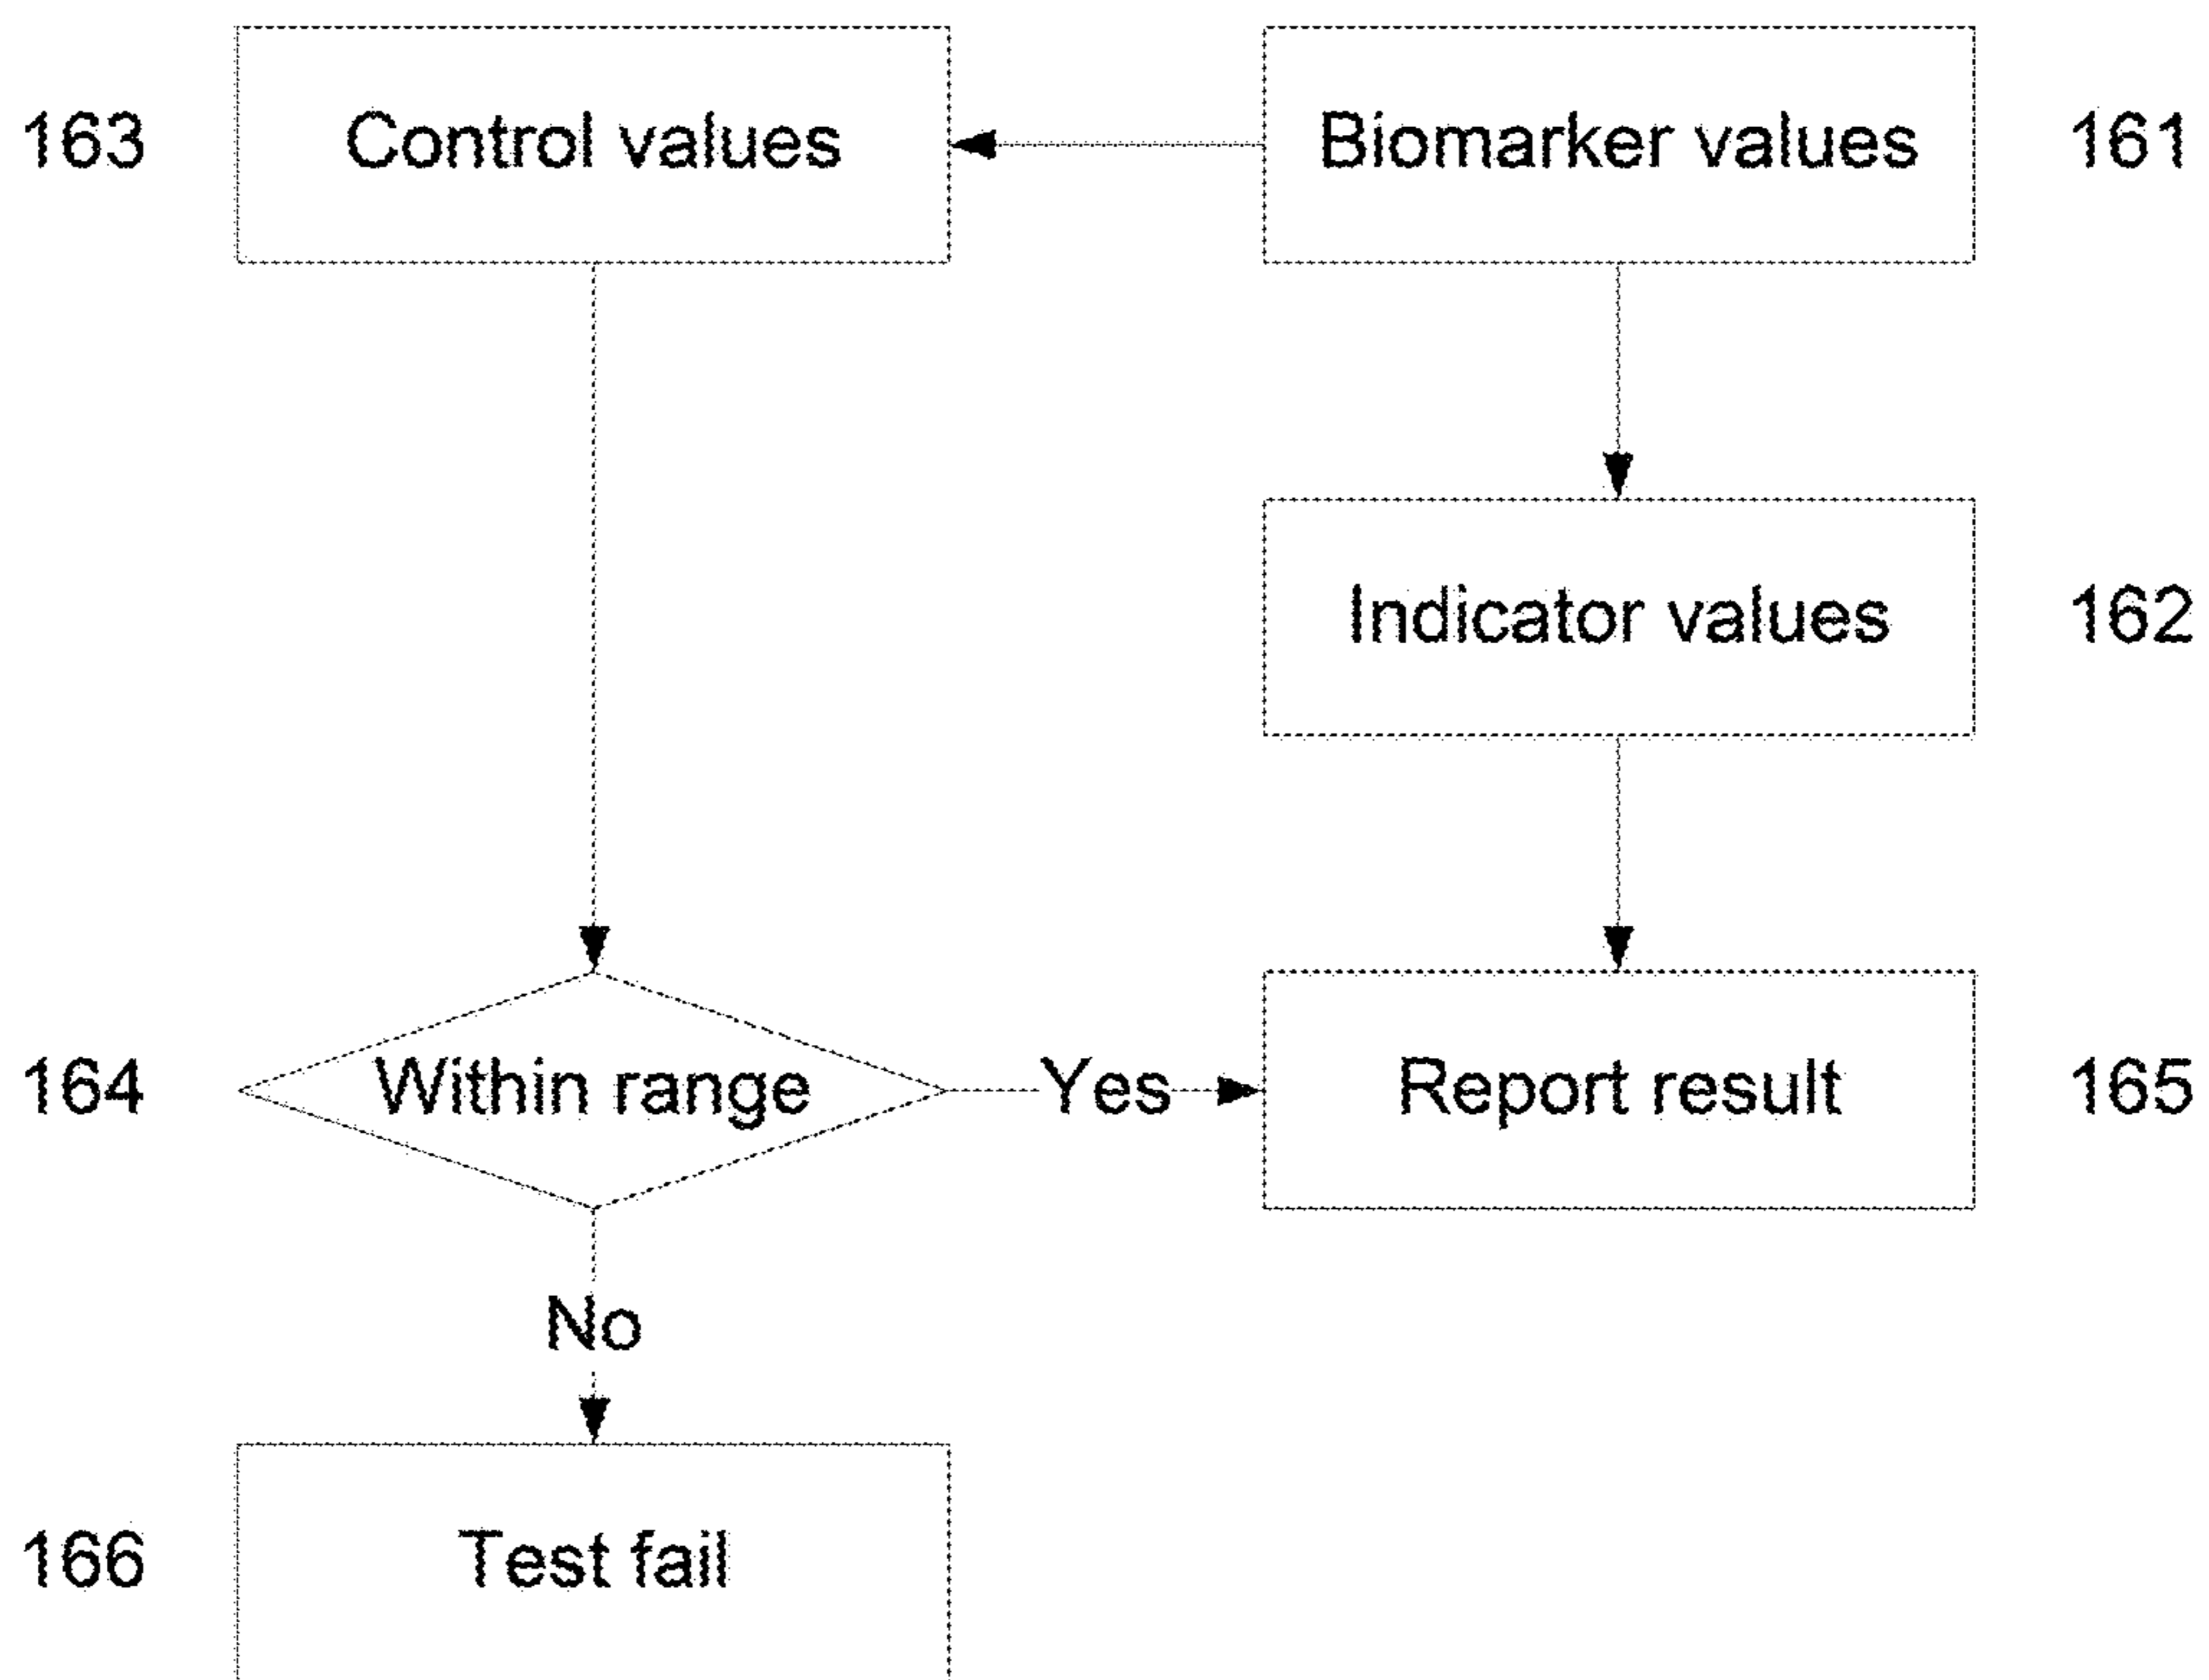 163 Control values Biomarker values 161
Indicator values 162
164 Within range Yes Report result 165
No
166 Test fail